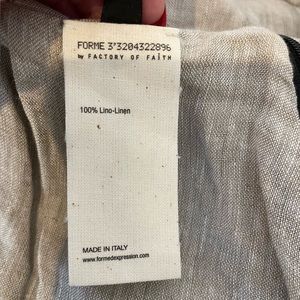 FORME 3'3204322896
by FACTORY OF FAiTH
100% Lino-Linen
MADE IN ITALY
www.formedexpression.com